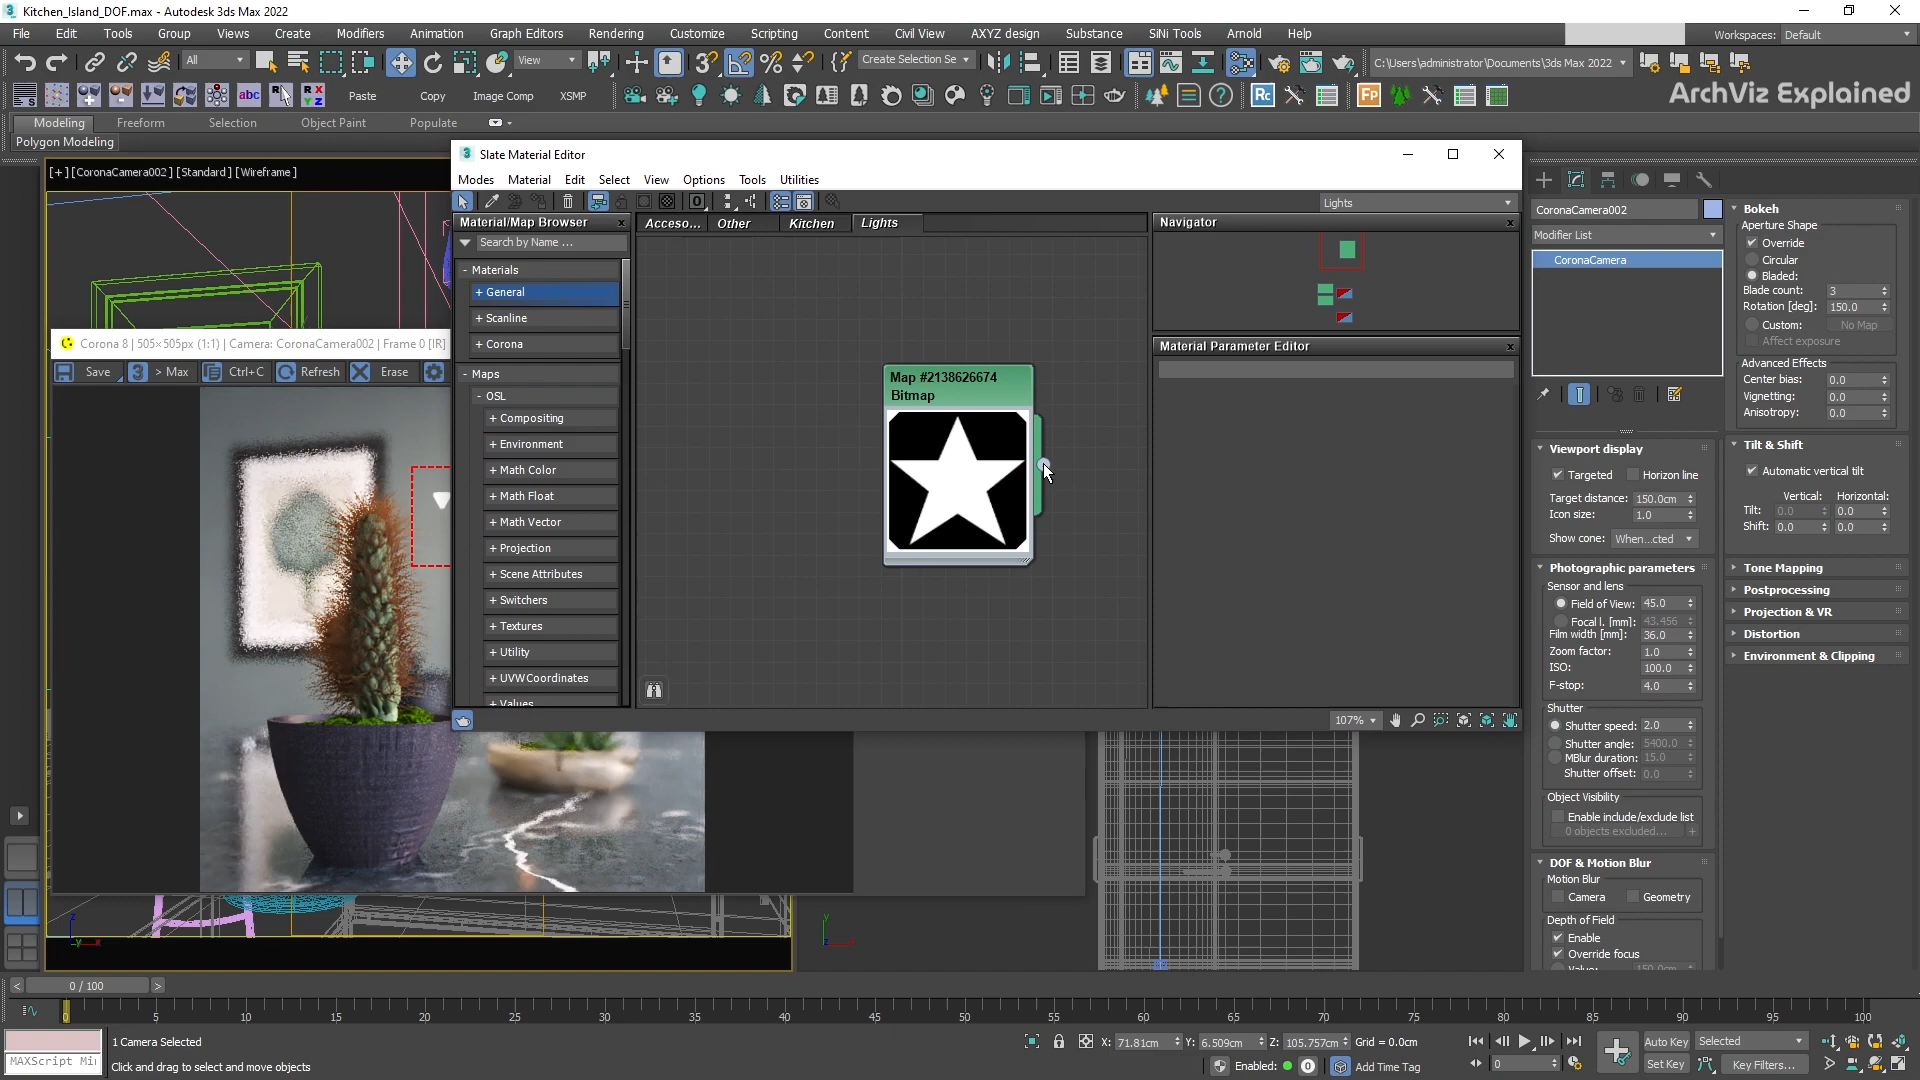 Kitchen_Island_DOF.max - Autodesk 3ds Max 2022
File Edit Tools Group Views Create Modifiers Animation Graph Editors Rendering Customize Scripting Content Civil View AXYZ design Substance SiNi Tools Arnold Help
Workspaces: Default
All View Create Selection Se C:\Users\administrator\Documents\3ds Max 2022
abc Paste Copy Image Comp XSMP
ArchViz Explained
Modeling Freeform Selection Object Paint Populate
Polygon Modeling
[+] [CoronaCamera002] [Standard] [Wireframe]
Slate Material Editor
Modes Material Edit Select View Options Tools Utilities
Lights
Material/Map Browser
Acceso... Other Kitchen Lights
Navigator
Search by Name ...
- Materials
+ General
+ Scanline
+ Corona
- Maps
- OSL
+ Compositing
+ Environment
+ Math Color
+ Math Float
+ Math Vector
+ Projection
+ Scene Attributes
+ Switchers
+ Textures
+ Utility
+ UVW Coordinates
+ Values
Map #2138626674
Bitmap
Material Parameter Editor
107%
Corona 8 | 505×505px (1:1) | Camera: CoronaCamera002 | Frame 0 [IR]
Save > Max Ctrl+C Refresh Erase
CoronaCamera002
Modifier List
CoronaCamera
Viewport display
Targeted Horizon line
Target distance: 150.0cm
Icon size: 1.0
Show cone: When...cted
Photographic parameters
Sensor and lens
Field of View: 45.0
Focal l. [mm]: 43.456
Film width [mm]: 36.0
Zoom factor: 1.0
ISO: 100.0
F-stop: 4.0
Shutter
Shutter speed: 2.0
Shutter angle: 5400.0
MBlur duration: 15.0
Shutter offset: 0.0
Object Visibility
Enable include/exclude list
0 objects excluded... +
DOF & Motion Blur
Motion Blur
Camera Geometry
Depth of Field
Enable
Override focus
Value: 150.0cm
Bokeh
Aperture Shape
Override
Circular
Bladed:
Blade count: 3
Rotation [deg]: 150.0
Custom: No Map
Affect exposure
Advanced Effects
Center bias: 0.0
Vignetting: 0.0
Anisotropy: 0.0
Tilt & Shift
Automatic vertical tilt
Vertical: Horizontal:
Tilt: 0.0 0.0
Shift: 0.0 0.0
Tone Mapping
Postprocessing
Projection & VR
Distortion
Environment & Clipping
< 0 / 100 >
0 5 10 15 20 25 30 35 40 45 50 55 60 65 70 75 80 85 90 95 100
1 Camera Selected
MAXScript Mi
Click and drag to select and move objects
X: 71.81cm Y: 6.509cm Z: 105.757cm Grid = 0.0cm
Enabled: 0 Add Time Tag
0
Auto Key Selected
Set Key Key Filters...